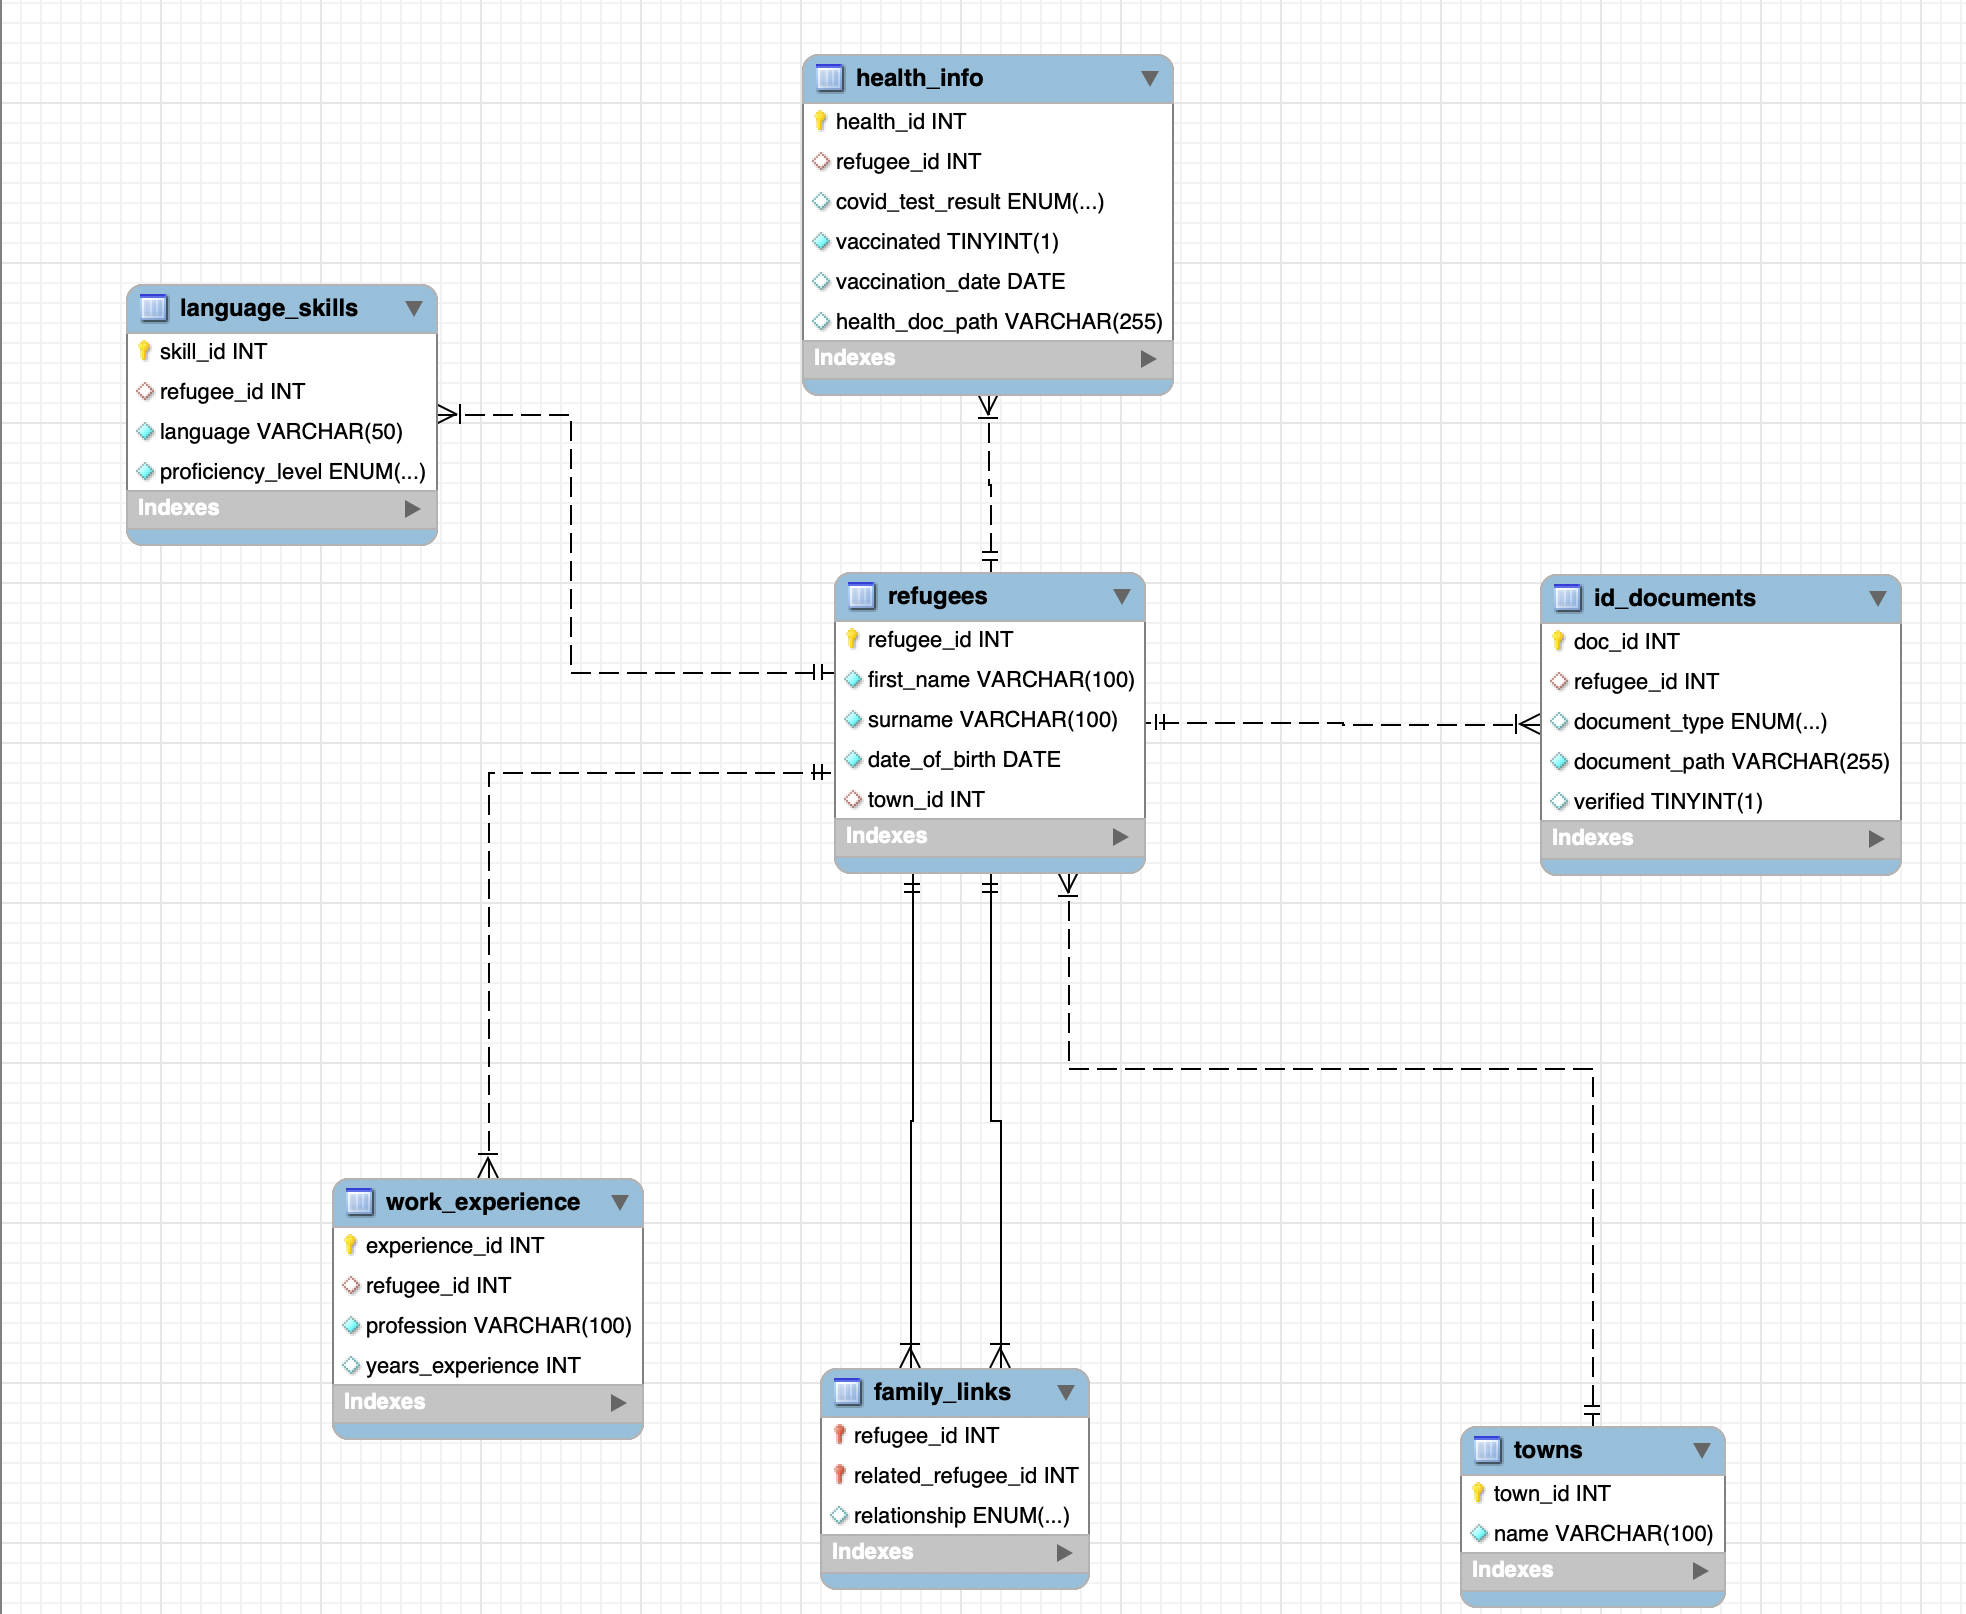 health_info
health_id INT
refugee_id INT
covid_test_result ENUM(...)
vaccinated TINYINT(1)
vaccination_date DATE
health_doc_path VARCHAR(255)
Indexes
language_skills
skill_id INT
refugee_id INT
language VARCHAR(50)
proficiency_level ENUM(...)
Indexes
refugees
refugee_id INT
first_name VARCHAR(100)
surname VARCHAR(100)
date_of_birth DATE
town_id INT
Indexes
id_documents
doc_id INT
refugee_id INT
document_type ENUM(...)
document_path VARCHAR(255)
verified TINYINT(1)
Indexes
work_experience
experience_id INT
refugee_id INT
profession VARCHAR(100)
years_experience INT
Indexes
family_links
refugee_id INT
related_refugee_id INT
relationship ENUM(...)
Indexes
towns
town_id INT
name VARCHAR(100)
Indexes